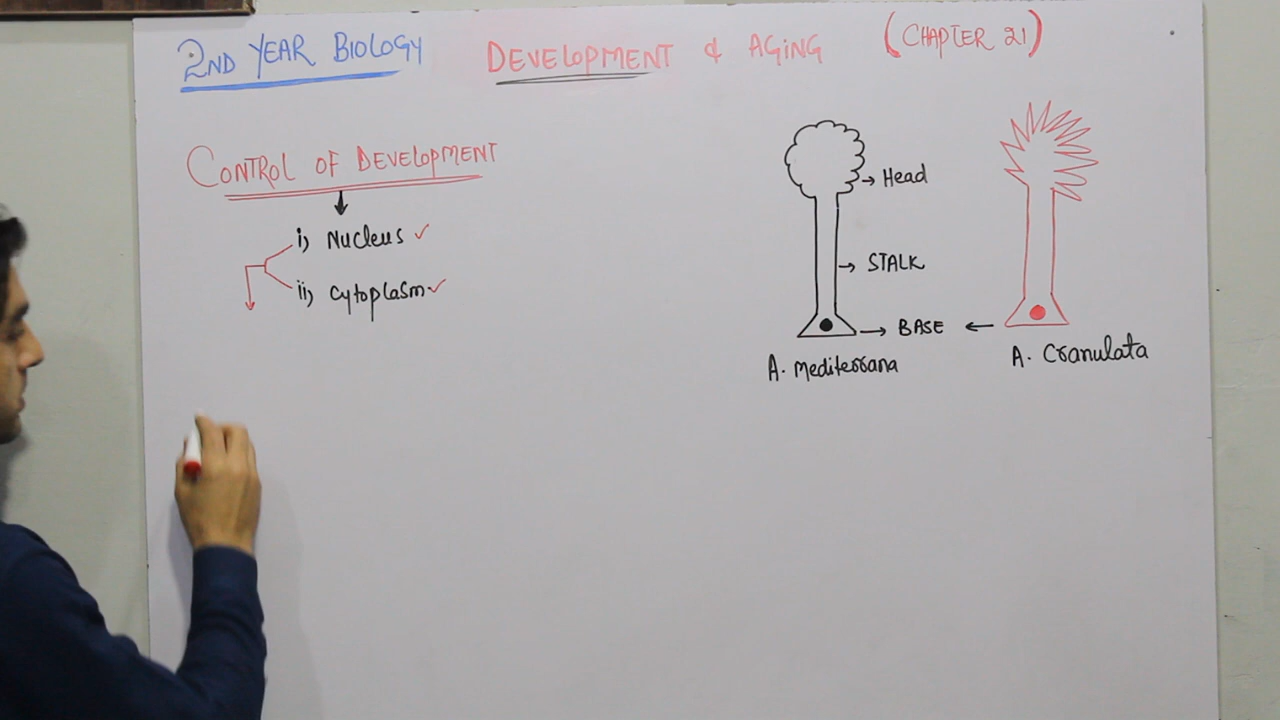 2ND YEAR BIOLOGY DEVELOPMENT & AGING (CHAPTER 21)
CONTROL OF DEVELOPMENT
i) Nucleus ✓
ii) Cytoplasm ✓
→ Head
→ STALK
→ BASE ←
A. Mediterrana
A. Cranulata